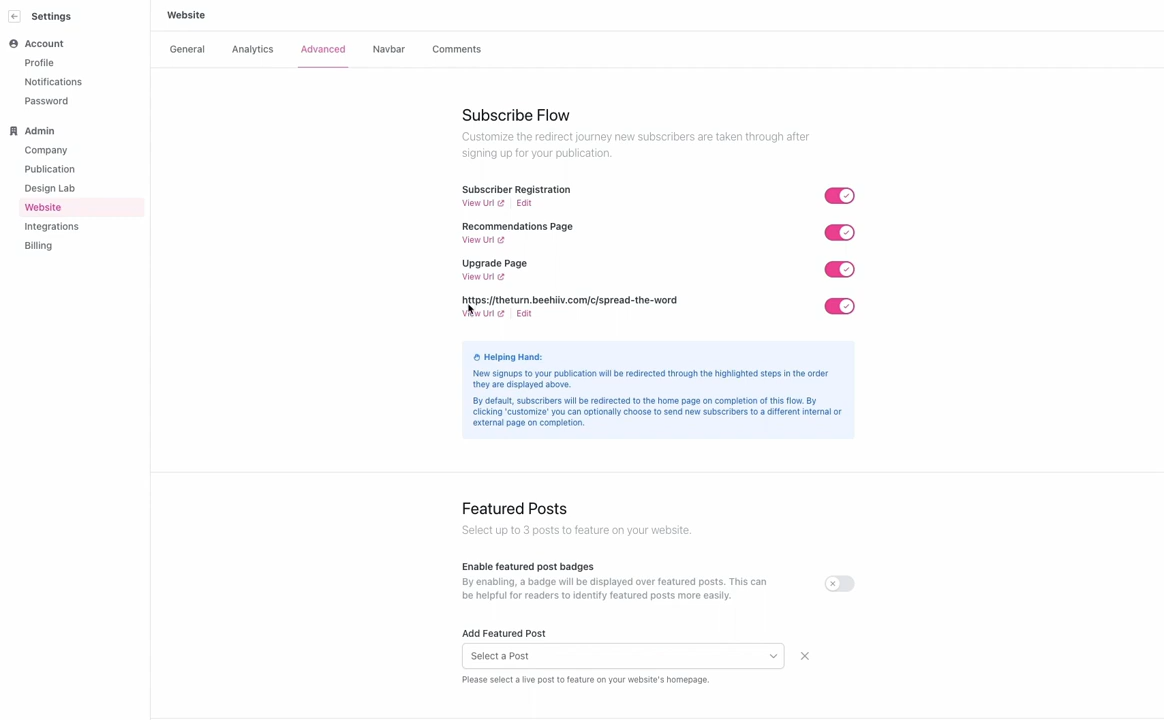 Settings
Account
Profile
Notifications
Password
Admin
Company
Publication
Design Lab
Website
Integrations
Billing
Website
General
Analytics
Advanced
Navbar
Comments
Subscribe Flow
Customize the redirect journey new subscribers are taken through after
signing up for your publication.
Subscriber Registration
View Url | Edit
Recommendations Page
View Url
Upgrade Page
View Url
https://theturn.beehiiv.com/c/spread-the-word
View Url | Edit
Helping Hand:
New signups to your publication will be redirected through the highlighted steps in the order
they are displayed above.
By default, subscribers will be redirected to the home page on completion of this flow. By
clicking 'customize' you can optionally choose to send new subscribers to a different internal or
external page on completion.
Featured Posts
Select up to 3 posts to feature on your website.
Enable featured post badges
By enabling, a badge will be displayed over featured posts. This can
be helpful for readers to identify featured posts more easily.
Add Featured Post
Select a Post
Please select a live post to feature on your website's homepage.